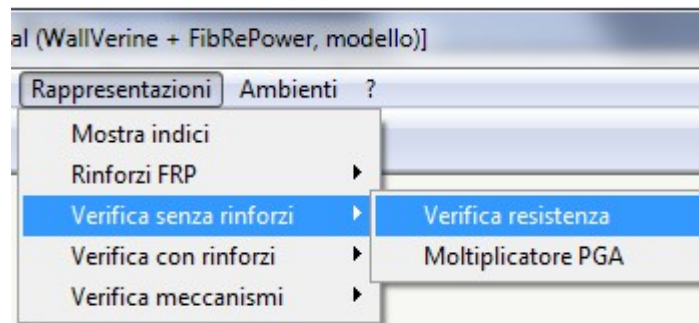 al (WallVerine + FibRePower, modello)]
Rappresentazioni Ambienti ?
Mostra indici
Rinforzi FRP
Verifica senza rinforzi Verifica resistenza
Verifica con rinforzi Moltiplicatore PGA
Verifica meccanismi